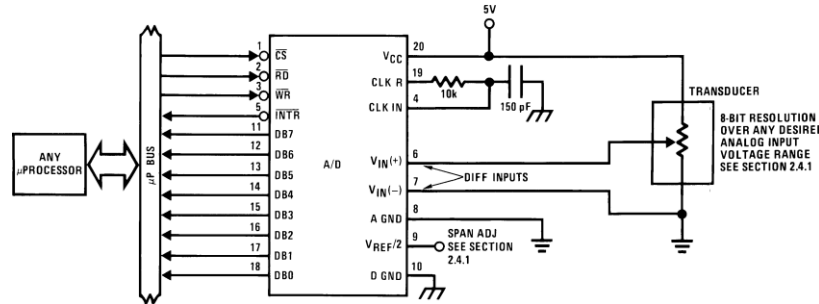 5V
1 CS
2 RD
3 WR
5 INTR
11 DB7
12 DB6
13 DB5
14 DB4
15 DB3
16 DB2
17 DB1
18 DB0
ANY
μPROCESSOR
μP BUS
A/D
VCC 20
CLK R 19
CLK IN 4
10k
150 pF
VIN(+) 6
DIFF INPUTS
VIN(−) 7
A GND 8
VREF/2 9
SPAN ADJ
SEE SECTION
2.4.1
D GND 10
TRANSDUCER
8-BIT RESOLUTION
OVER ANY DESIRED
ANALOG INPUT
VOLTAGE RANGE
SEE SECTION 2.4.1